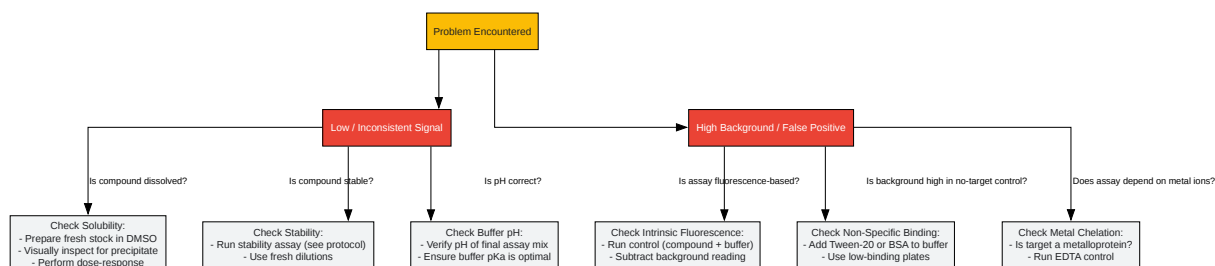 Problem Encountered
Low / Inconsistent Signal
High Background / False Positive
Is compound dissolved?
Is compound stable?
Is pH correct?
Is assay fluorescence-based?
Is background high in no-target control?
Does assay depend on metal ions?
Check Solubility:
- Prepare fresh stock in DMSO
- Visually inspect for precipitate
- Perform dose-response
Check Stability:
- Run stability assay (see protocol)
- Use fresh dilutions
Check Buffer pH:
- Verify pH of final assay mix
- Ensure buffer pKa is optimal
Check Intrinsic Fluorescence:
- Run control (compound + buffer)
- Subtract background reading
Check Non-Specific Binding:
- Add Tween-20 or BSA to buffer
- Use low-binding plates
Check Metal Chelation:
- Is target a metalloprotein?
- Run EDTA control